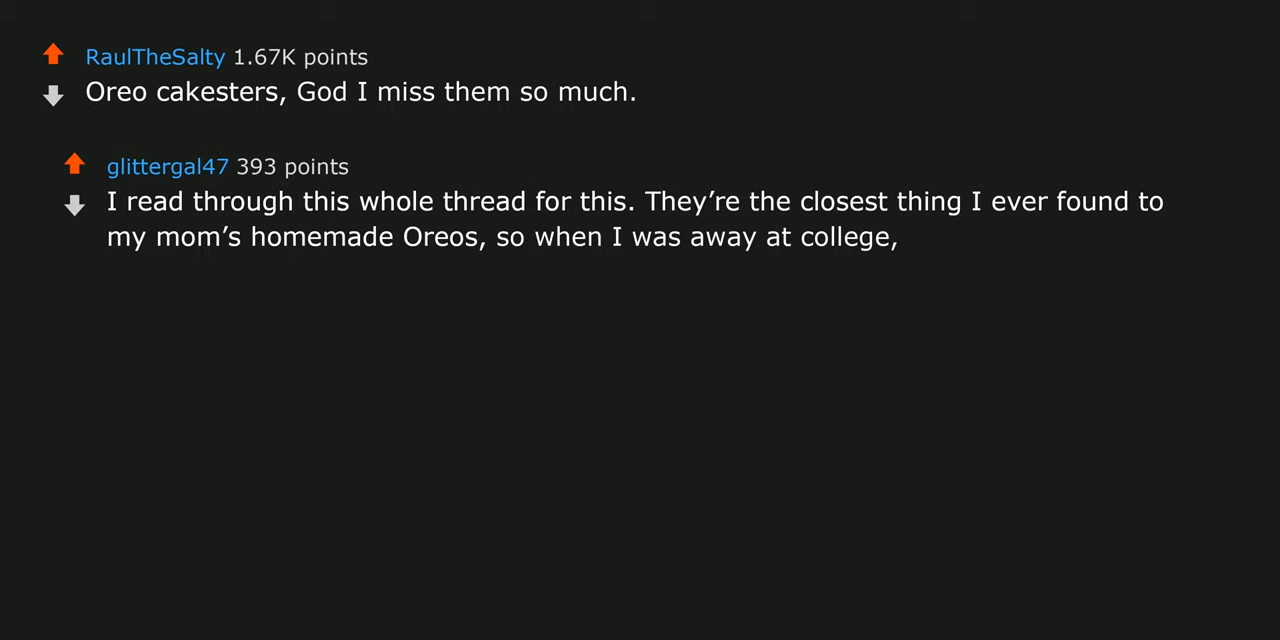 RaulTheSalty 1.67K points
Oreo cakesters, God I miss them so much.
glittergal47 393 points
I read through this whole thread for this. They’re the closest thing I ever found to
my mom’s homemade Oreos, so when I was away at college,